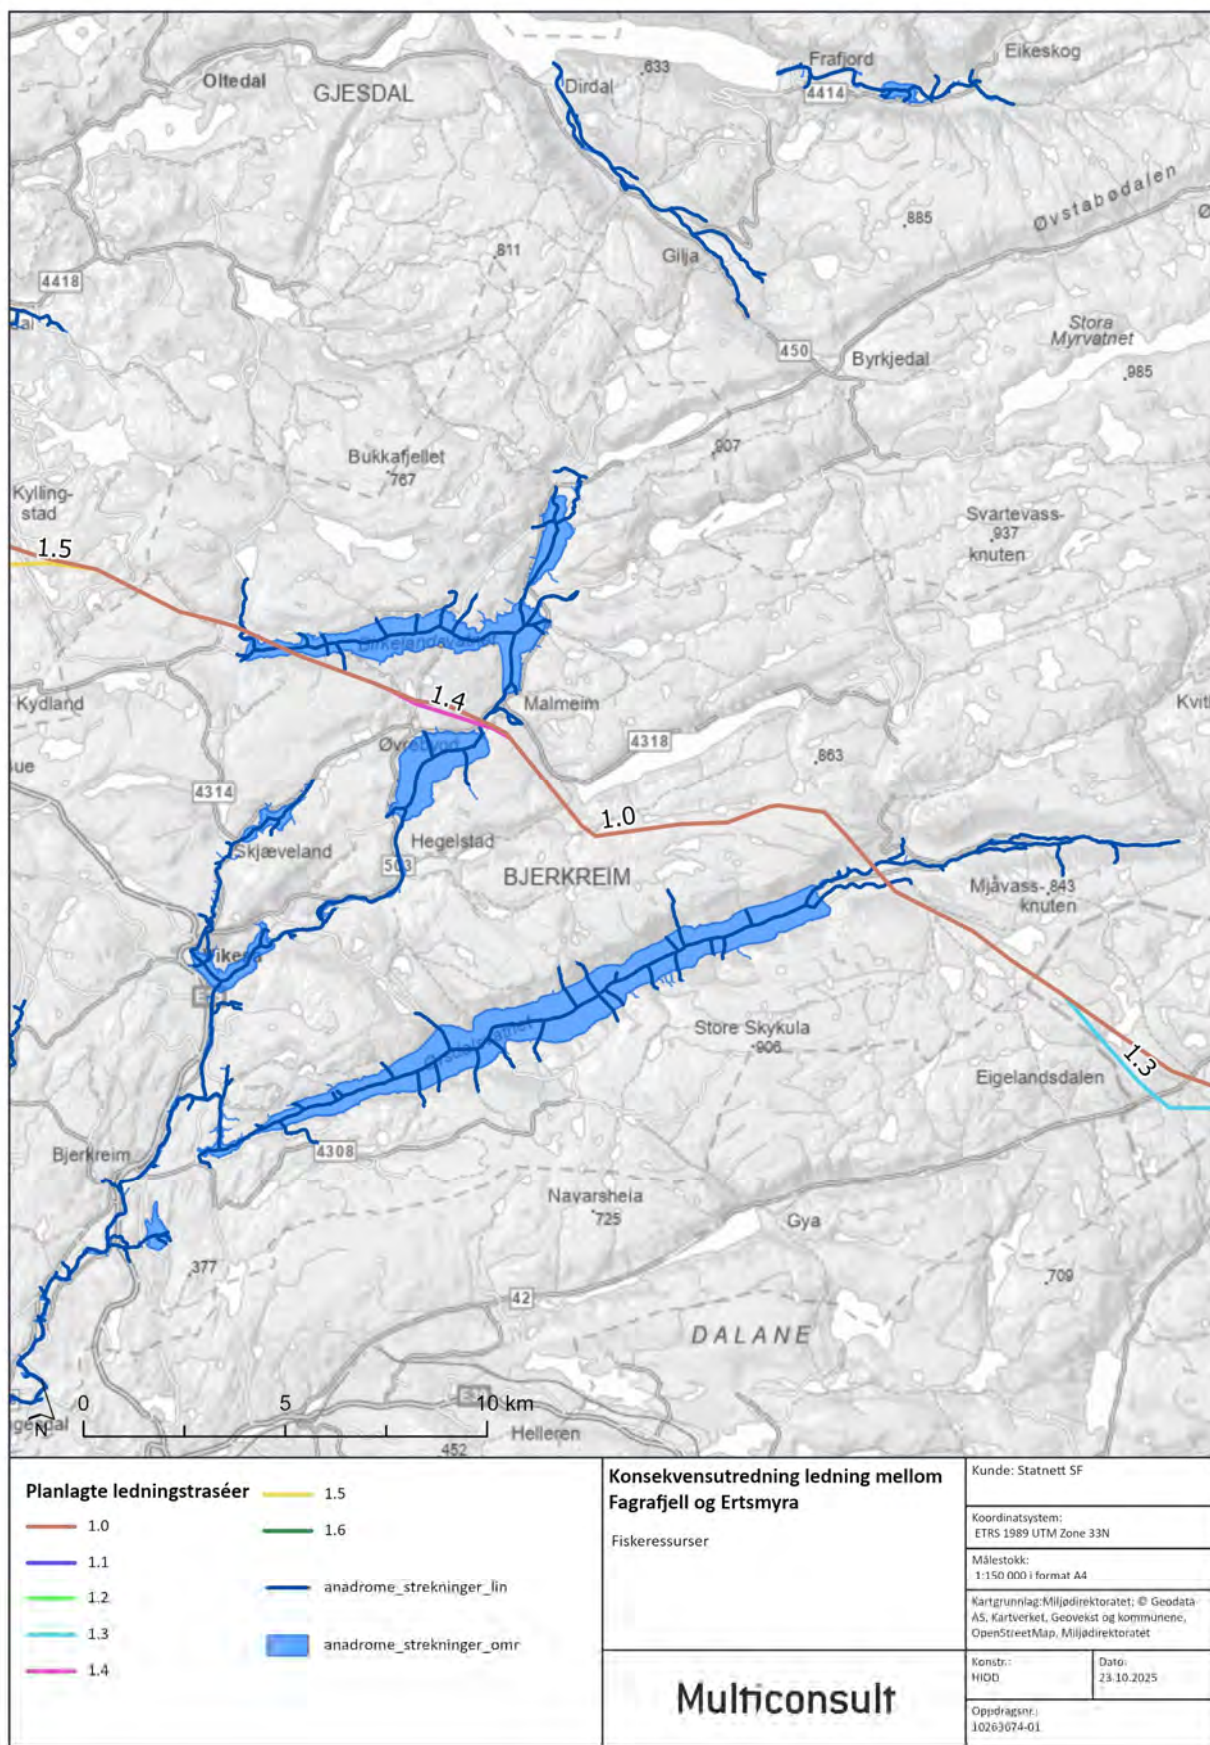 Frafjord
Eikeskog
Oltedal
Dirdal
633
GJESDAL
4414
Øvstabødalen
885
811
Gilja
4418
Stora
Myrvatnet
450
Byrkjedal
985
Bukkafjellet
767
907
Kylling-
stad
Svartevass-
937
knuten
1.5
Birkelandsvatnet
1.4
Kydland
Malmeim
Øvrebynd
4318
863
4314
1.0
Hegelstad
Skjæveland
503
BJERKREIM
Mjåvass-
843
knuten
Vikeså
Store Skykula
906
Ørsdalsvatnet
1.3
Eigelandsdalen
4308
Bjerkreim
Navarsheia
725
Gya
377
709
42
DALANE
0 5 10 km
N
Helleren
452
Planlagte ledningstraséer
1.0
1.1
1.2
1.3
1.4
1.5
1.6
anadrome_strekninger_lin
anadrome_strekninger_omr
Konsekvensutredning ledning mellom
Fagrafjell og Ertsmyra
Fiskeressurser
Multiconsult
Kunde: Statnett SF
Koordinatsystem:
ETRS 1989 UTM Zone 33N
Målestokk:
1:150 000 i format A4
Kartgrunnlag:Miljødirektoratet; © Geodata
AS, Kartverket, Geovekst og kommunene,
OpenStreetMap, Miljødirektoratet
Konstr.:
HIOD
Dato:
23.10.2025
Oppdragsnr.:
10263074-01